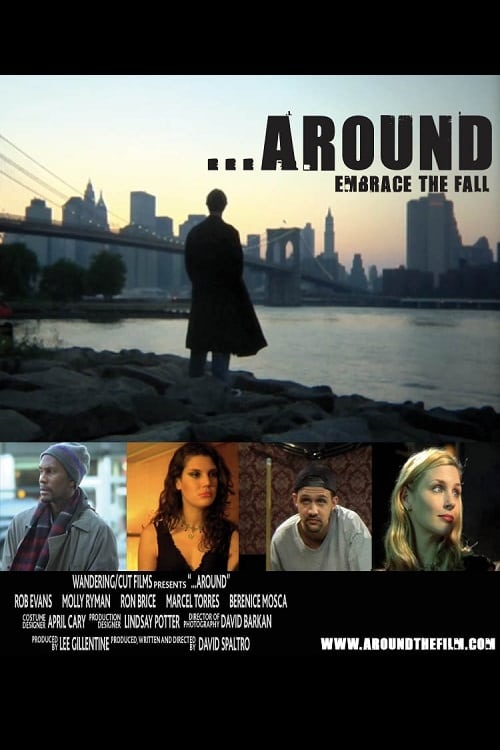 ...AROUND
EMBRACE THE FALL
WANDERING/CUT FILMS PRESENTS "...AROUND"
ROB EVANS MOLLY RYMAN RON BRICE MARCEL TORRES BERENICE MOSCA
COSTUME DESIGNER APRIL CARY PRODUCTION DESIGNER LINDSAY POTTER DIRECTOR OF PHOTOGRAPHY DAVID BARKAN
PRODUCED BY LEE GILLENTINE PRODUCED, WRITTEN AND DIRECTED BY DAVID SPALTRO
WWW.AROUNDTHEFILM.COM